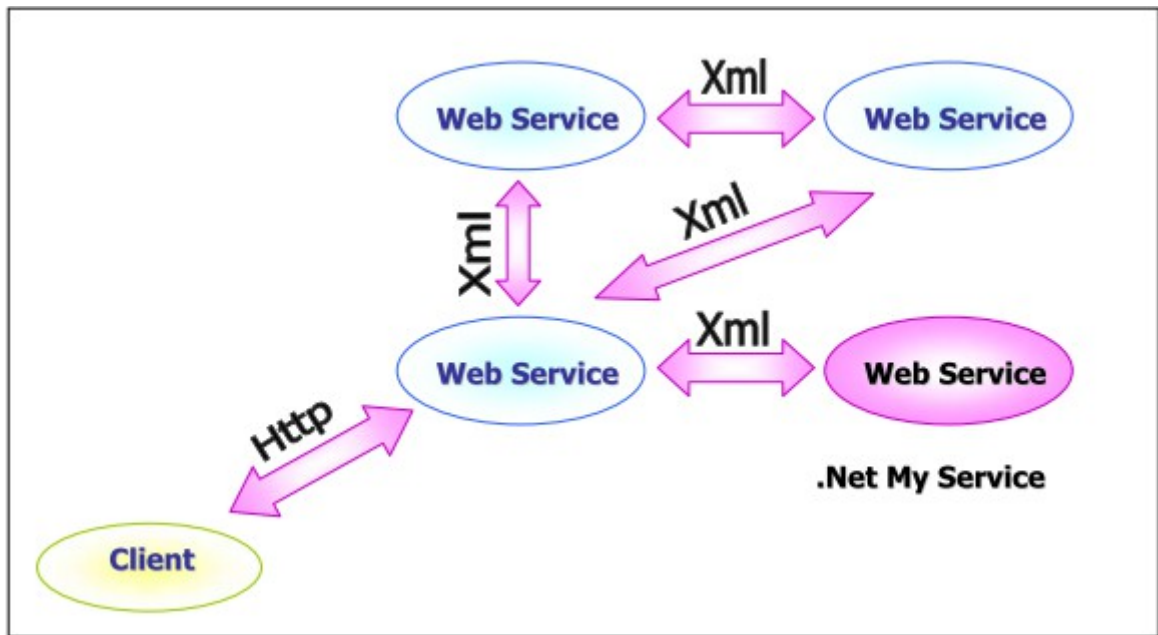 Xml
Web Service
Web Service
Xml
Xml
Xml
Web Service
Web Service
Http
.Net My Service
Client